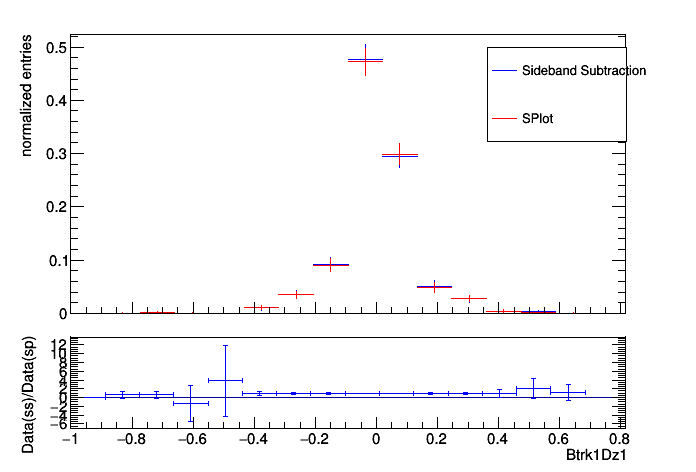 normalized entries
0.5
0.4
0.3
0.2
0.1
0
Sideband Subtraction
SPlot
Data(ss)/Data(sp)
12
10
8
6
4
2
0
−2
−4
−6
−1 −0.8 −0.6 −0.4 −0.2 0 0.2 0.4 0.6 0.8
Btrk1Dz1